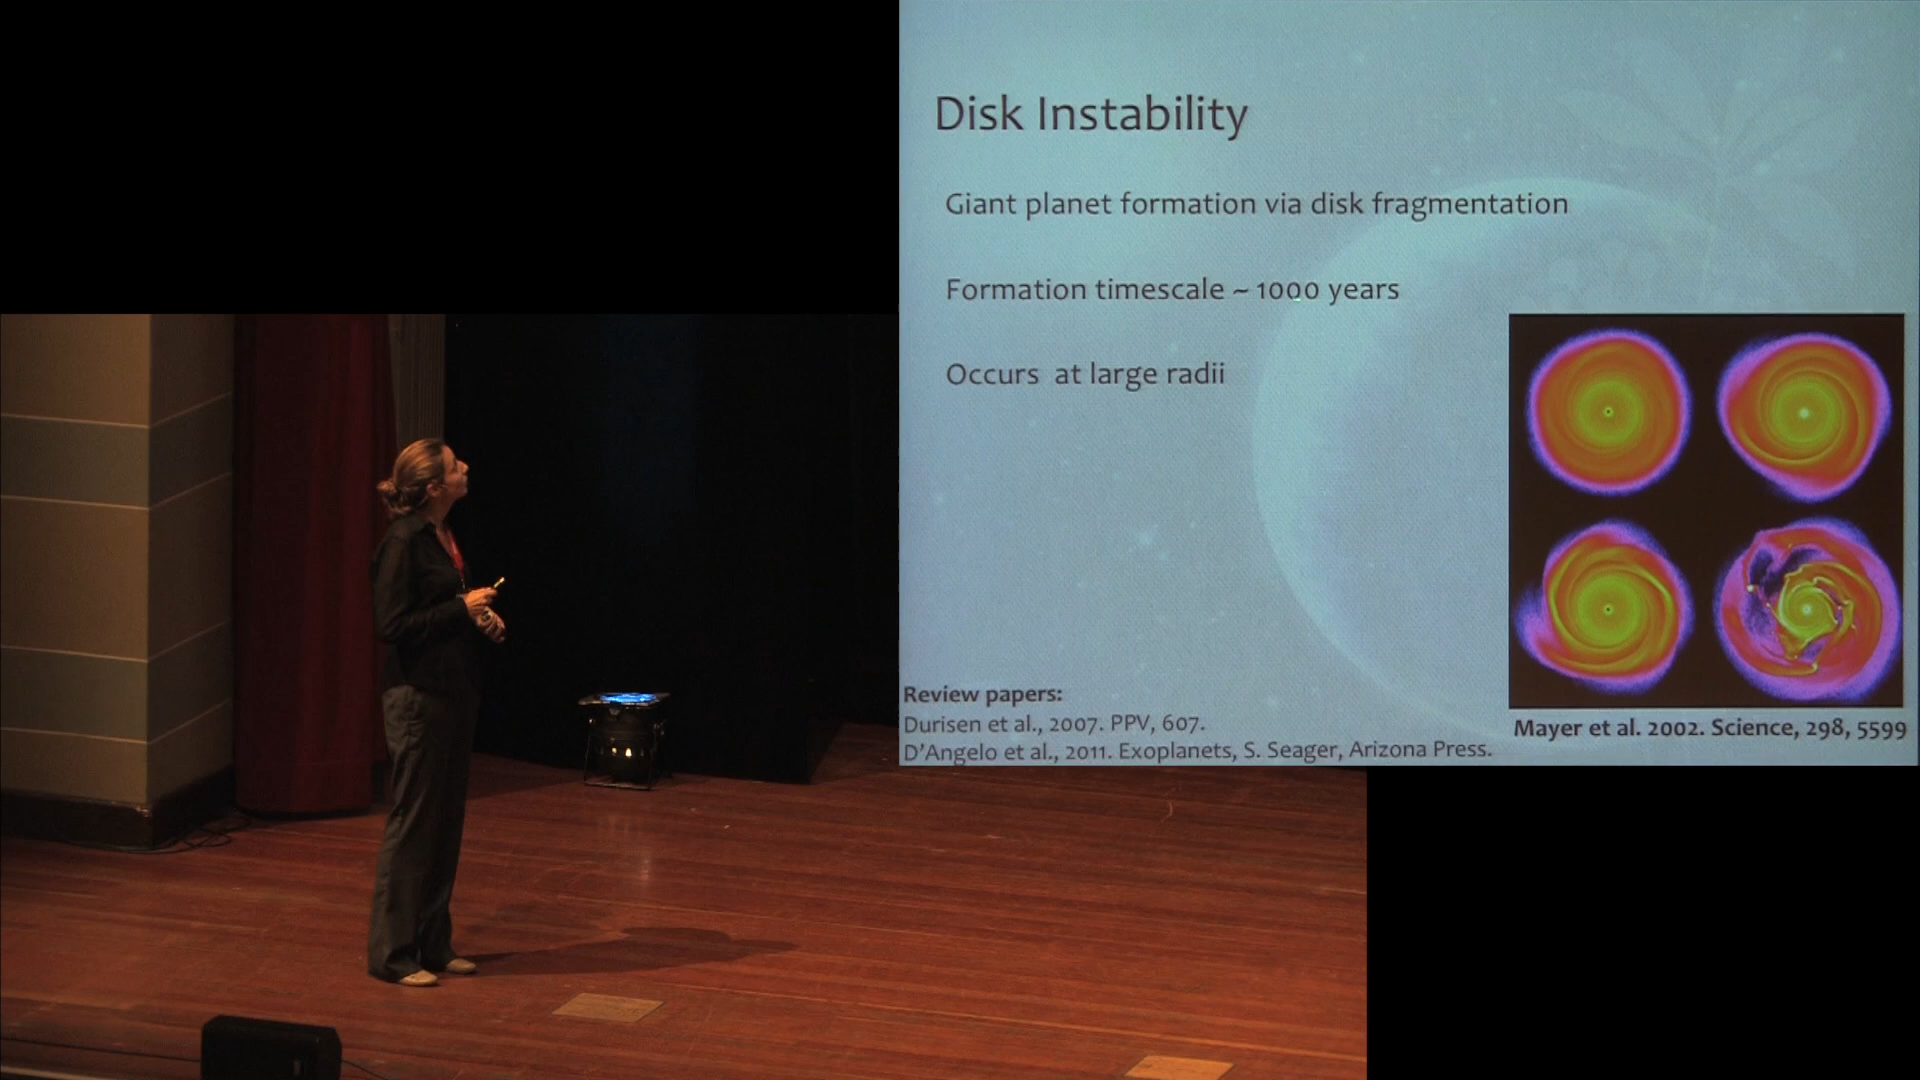 Disk Instability
Giant planet formation via disk fragmentation
Formation timescale ~ 1000 years
Occurs at large radii
Review papers:
Durisen et al., 2007. PPV, 607.
D'Angelo et al., 2011. Exoplanets, S. Seager, Arizona Press.
Mayer et al. 2002. Science, 298, 5599